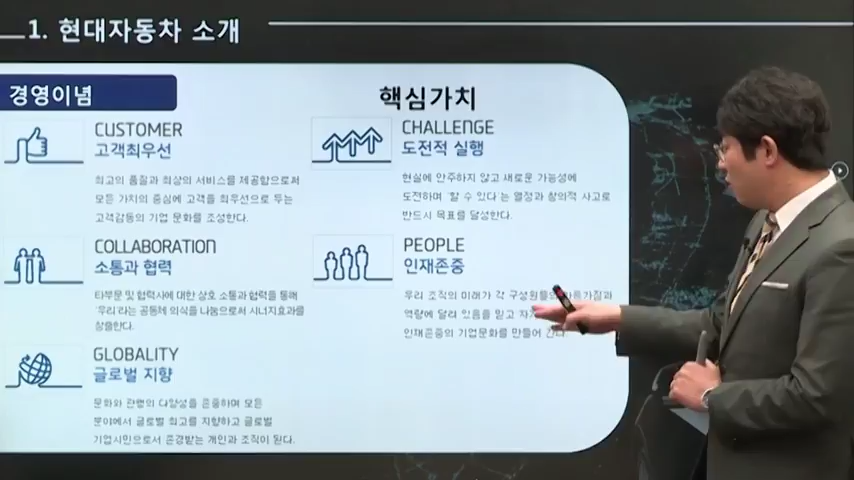 1. 현대자동차 소개
경영이념
핵심가치
CUSTOMER
고객최우선
최고의 품질과 최상의 서비스를 제공함으로써
모든 가치의 중심에 고객을 최우선으로 두는
고객감동의 기업 문화를 조성한다.
CHALLENGE
도전적 실행
현실에 안주하지 않고 새로운 가능성에
도전하며 '할 수 있다'는 열정과 창의적 사고로
반드시 목표를 달성한다.
COLLABORATION
소통과 협력
타부문 및 협력사에 대한 상호 소통과 협력을 통해
'우리'라는 공동체 의식을 나눔으로써 시너지효과를
창출한다.
PEOPLE
인재존중
우리 조직의 미래가 각 구성원들의 마음가짐과
역량에 달려 있음을 믿고
인재존중의 기업문화를 만들어 간다.
GLOBALITY
글로벌 지향
문화와 관행의 다양성을 존중하며 모든
분야에서 글로벌 최고를 지향하고 글로벌
기업시민으로서 존경받는 개인과 조직이 된다.